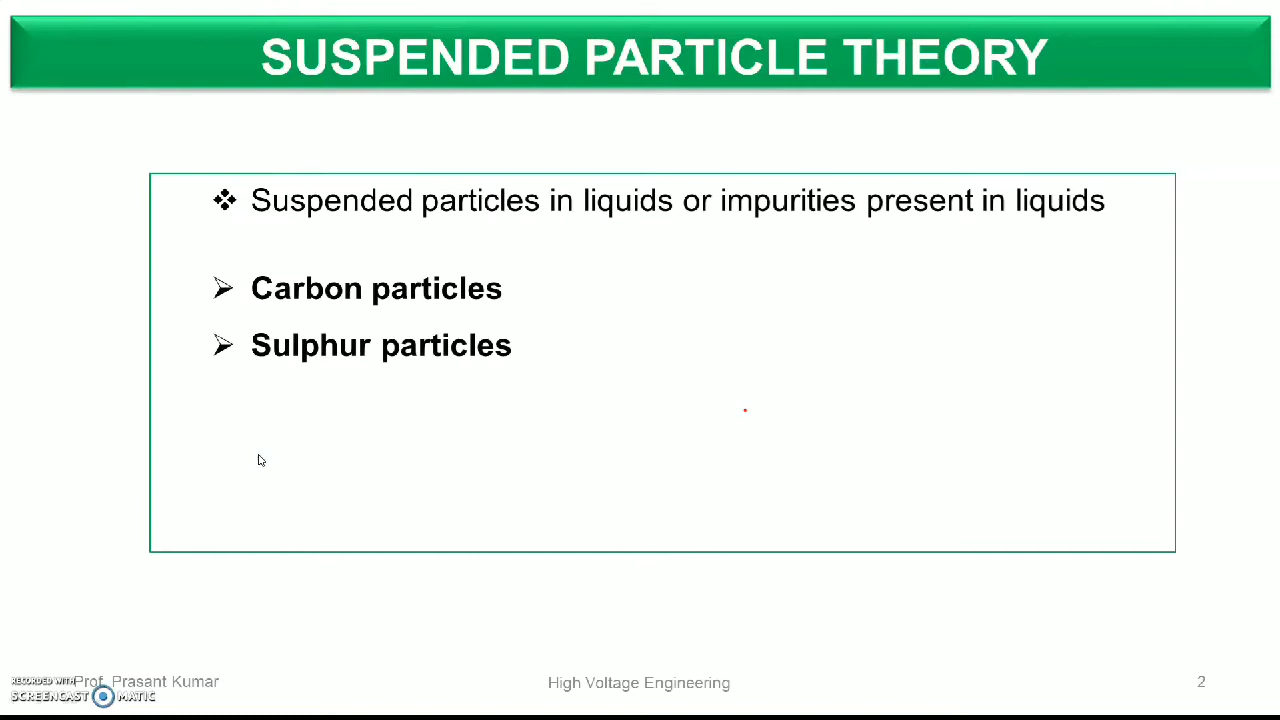 SUSPENDED PARTICLE THEORY
❖ Suspended particles in liquids or impurities present in liquids
➢ Carbon particles
➢ Sulphur particles
RECORDED WITH
SCREENCAST MATIC
Prof. Prasant Kumar
High Voltage Engineering
2